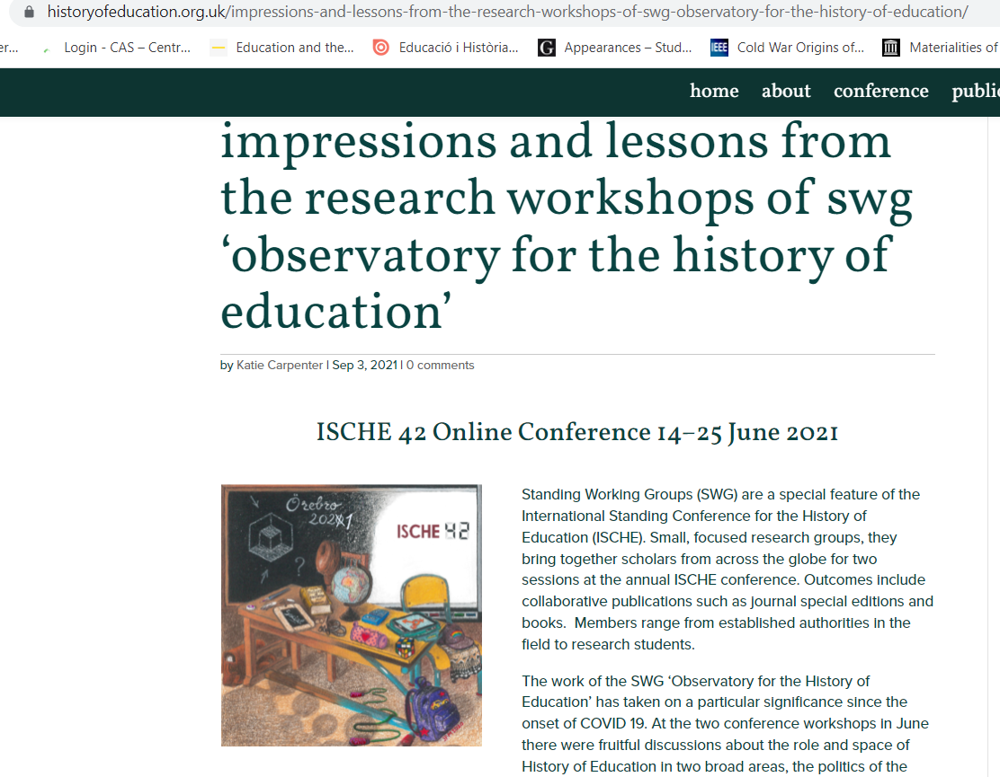 historyofeducation.org.uk/impressions-and-lessons-from-the-research-workshops-of-swg-observatory-for-the-history-of-education/
er... Login - CAS – Centr... Education and the... Educació i Històri​a... G Appearances – Stud... IEEE Cold War Origins of... Materialities of
home about conference public
impressions and lessons from
the research workshops of swg
‘observatory for the history of
education’
by Katie Carpenter | Sep 3, 2021 | 0 comments
ISCHE 42 Online Conference 14–25 June 2021
Örebro
2021
ISCHE 42
?
Standing Working Groups (SWG) are a special feature of the
International Standing Conference for the History of
Education (ISCHE). Small, focused research groups, they
bring together scholars from across the globe for two
sessions at the annual ISCHE conference. Outcomes include
collaborative publications such as journal special editions and
books.  Members range from established authorities in the
field to research students.
The work of the SWG ‘Observatory for the History of
Education’ has taken on a particular significance since the
onset of COVID 19. At the two conference workshops in June
there were fruitful discussions about the role and space of
History of Education in two broad areas, the politics of the